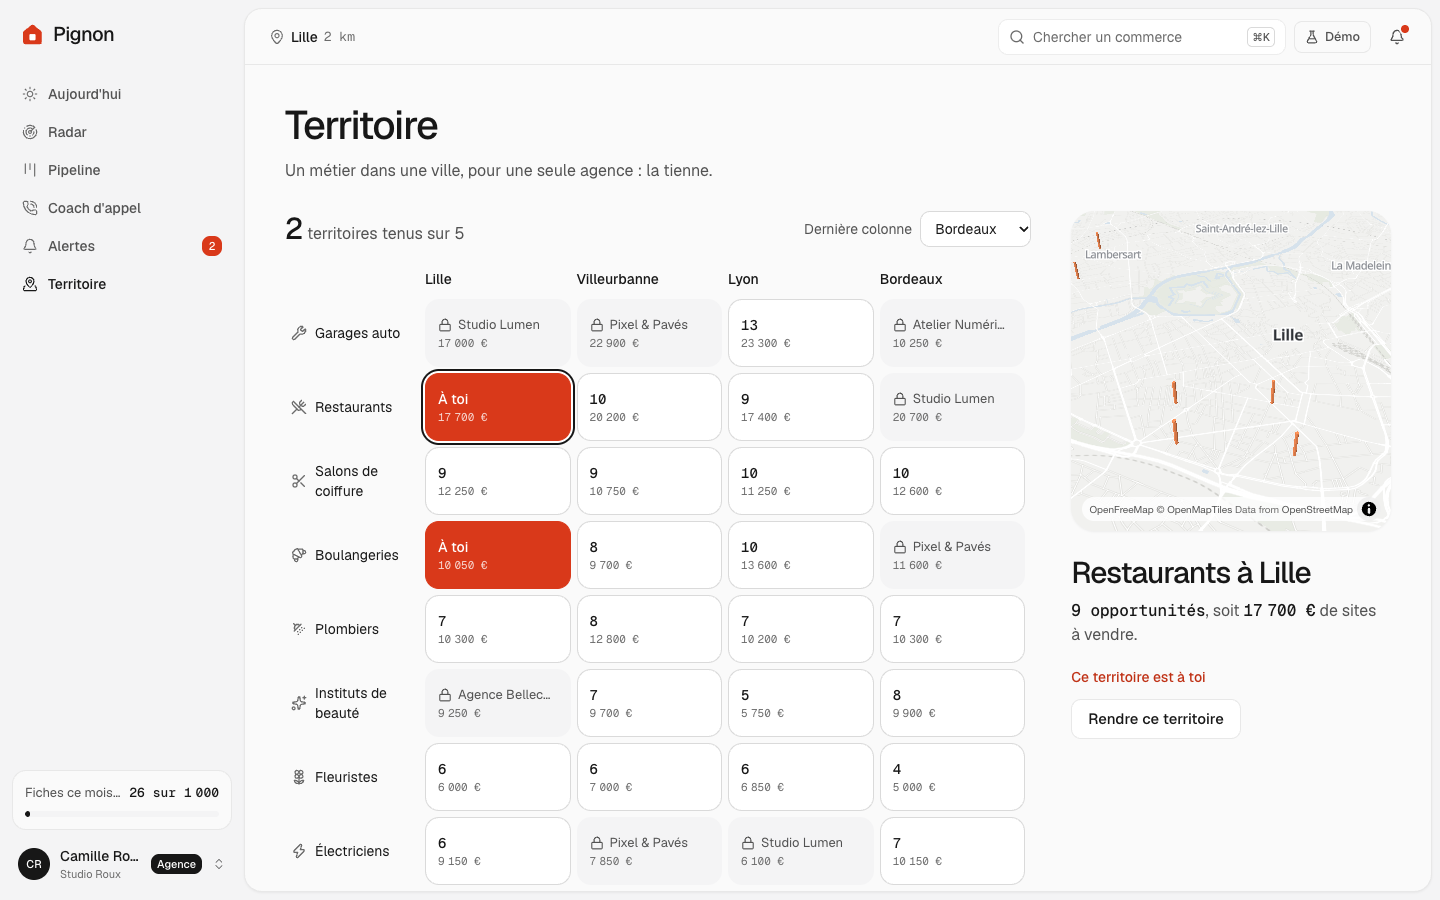 Pignon
Aujourd'hui
Radar
Pipeline
Coach d'appel
Alertes
2
Territoire
Fiches ce mois… 26 sur 1 000
CR
Camille Ro…
Studio Roux
Agence
Lille 2 km
Chercher un commerce
⌘K
Démo
Territoire
Un métier dans une ville, pour une seule agence : la tienne.
2 territoires tenus sur 5
Dernière colonne Bordeaux
Lille Villeurbanne Lyon Bordeaux
Garages auto
Studio Lumen
17 000 €
Pixel & Pavés
22 900 €
13
23 300 €
Atelier Numéri…
10 250 €
Restaurants
À toi
17 700 €
10
20 200 €
9
17 400 €
Studio Lumen
20 700 €
Salons de
coiffure
9
12 250 €
9
10 750 €
10
11 250 €
10
12 600 €
Boulangeries
À toi
10 050 €
8
9 700 €
10
13 600 €
Pixel & Pavés
11 600 €
Plombiers
7
10 300 €
8
12 800 €
7
10 200 €
7
10 300 €
Instituts de
beauté
Agence Bellec…
9 250 €
7
9 700 €
5
5 750 €
8
9 900 €
Fleuristes
6
6 000 €
6
7 000 €
6
6 850 €
4
5 000 €
Électriciens
6
9 150 €
Pixel & Pavés
7 850 €
Studio Lumen
6 100 €
7
10 150 €
Saint-André-lez-Lille
Lambersart
La Madelein
Lille
OpenFreeMap © OpenMapTiles Data from OpenStreetMap
Restaurants à Lille
9 opportunités, soit 17 700 € de sites
à vendre.
Ce territoire est à toi
Rendre ce territoire